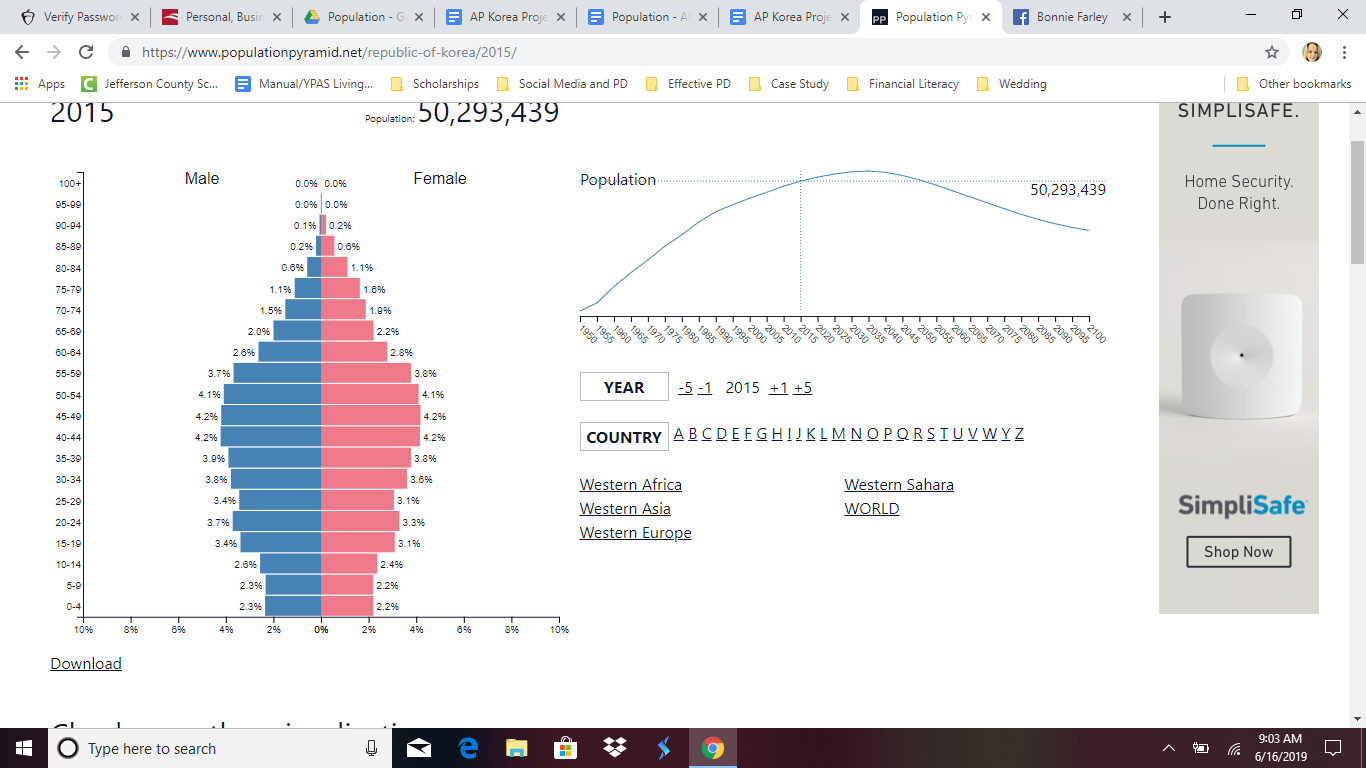 Verify Passwor
Personal, Busin
Population - G
AP Korea Proje
Population - A
AP Korea Proje
Population Pyr
Bonnie Farley
https://www.populationpyramid.net/republic-of-korea/2015/
Apps
Jefferson County Sc...
Manual/YPAS Living...
Scholarships
Social Media and PD
Effective PD
Case Study
Financial Literacy
Wedding
Other bookmarks
2015
Population: 50,293,439
Male
Female
100+ 0.0% 0.0%
95-99 0.0% 0.0%
90-94 0.1% 0.2%
85-89 0.2% 0.6%
80-84 0.6% 1.1%
75-79 1.1% 1.6%
70-74 1.5% 1.9%
65-69 2.0% 2.2%
60-64 2.6% 2.8%
55-59 3.7% 3.8%
50-54 4.1% 4.1%
45-49 4.2% 4.2%
40-44 4.2% 4.2%
35-39 3.9% 3.8%
30-34 3.8% 3.6%
25-29 3.4% 3.1%
20-24 3.7% 3.3%
15-19 3.4% 3.1%
10-14 2.6% 2.4%
5-9 2.3% 2.2%
0-4 2.3% 2.2%
10% 8% 6% 4% 2% 0% 2% 4% 6% 8% 10%
Download
Population
50,293,439
1950 1955 1960 1965 1970 1975 1980 1985 1990 1995 2000 2005 2010 2015 2020 2025 2030 2035 2040 2045 2050 2055 2060 2065 2070 2075 2080 2085 2090 2095 2100
YEAR -5 -1 2015 +1 +5
COUNTRY A B C D E F G H I J K L M N O P Q R S T U V W Y Z
Western Africa
Western Sahara
Western Asia
WORLD
Western Europe
SIMPLISAFE.
Home Security.
Done Right.
SimpliSafe
Shop Now
Type here to search
9:03 AM
6/16/2019